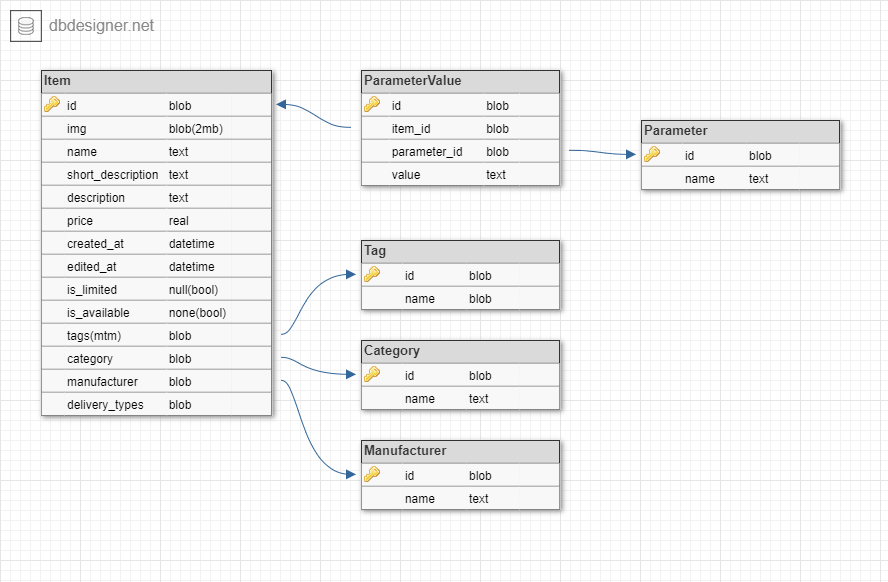 dbdesigner.net
Item
id blob
img blob(2mb)
name text
short_description text
description text
price real
created_at datetime
edited_at datetime
is_limited null(bool)
is_available none(bool)
tags(mtm) blob
category blob
manufacturer blob
delivery_types blob
ParameterValue
id blob
item_id blob
parameter_id blob
value text
Parameter
id blob
name text
Tag
id blob
name blob
Category
id blob
name text
Manufacturer
id blob
name text